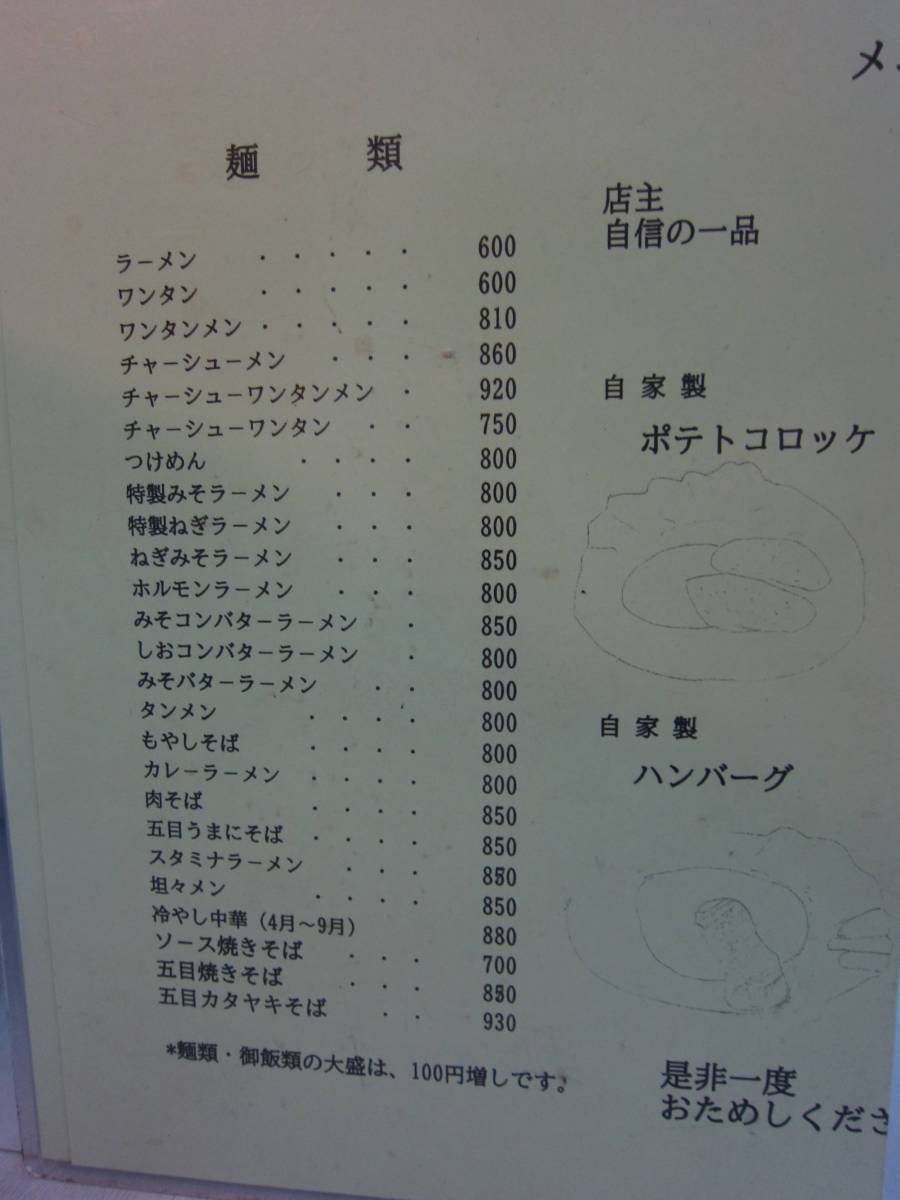 メ
麺 類
ラーメン ・・・・・ 600
ワンタン ・・・・・ 600
ワンタンメン ・・・・・ 810
チャーシューメン ・・・ 860
チャーシューワンタンメン ・ 920
チャーシューワンタン ・・ 750
つけめん ・・・・ 800
特製みそラーメン ・・・ 800
特製ねぎラーメン ・・・ 800
ねぎみそラーメン ・・・ 850
ホルモンラーメン ・・・ 800
みそコンバターラーメン ・ 850
しおコンバターラーメン ・ 800
みそバターラーメン ・・ 800
タンメン ・・・・ 800
もやしそば ・・・・ 800
カレーラーメン ・・・・ 800
肉そば ・・・・ 850
五目うまにそば ・・・・ 850
スタミナラーメン ・・・ 850
坦々メン ・・・・ 850
冷やし中華（4月～9月） 880
ソース焼きそば ・・・ 700
五目焼きそば ・・・ 850
五目カタヤキそば ・・ 930
*麺類・御飯類の大盛は、100円増しです。
店主
自信の一品
自家製
ポテトコロッケ
自家製
ハンバーグ
是非一度
おためしくださ